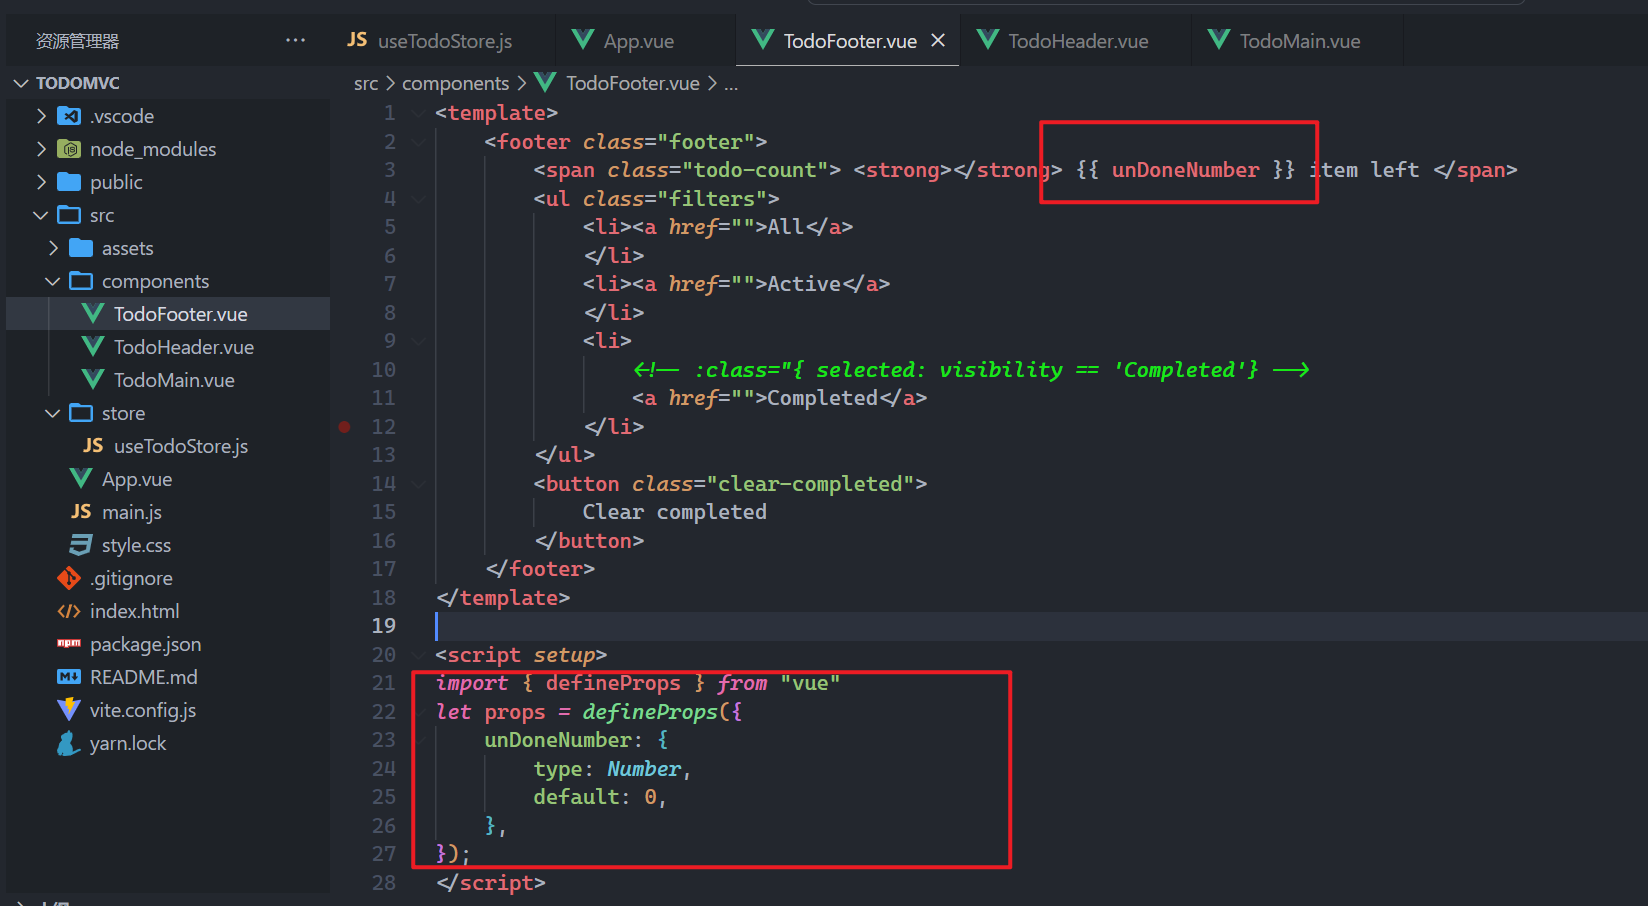 资源管理器 ···
JS useTodoStore.js
App.vue
TodoFooter.vue ×
TodoHeader.vue
TodoMain.vue
TODOMVC
.vscode
node_modules
public
src
assets
components
TodoFooter.vue
TodoHeader.vue
TodoMain.vue
store
JS useTodoStore.js
App.vue
JS main.js
style.css
.gitignore
index.html
package.json
README.md
vite.config.js
yarn.lock
src > components > TodoFooter.vue > ...
1 <template>
2 <footer class="footer">
3 <span class="todo-count"> <strong></strong> {{ unDoneNumber }} item left </span>
4 <ul class="filters">
5 <li><a href="">All</a>
6 </li>
7 <li><a href="">Active</a>
8 </li>
9 <li>
10 <!-- :class="{ selected: visibility == 'Completed'} -->
11 <a href="">Completed</a>
12 </li>
13 </ul>
14 <button class="clear-completed">
15 Clear completed
16 </button>
17 </footer>
18 </template>
19
20 <script setup>
21 import { defineProps } from "vue"
22 let props = defineProps({
23 unDoneNumber: {
24 type: Number,
25 default: 0,
26 },
27 });
28 </script>